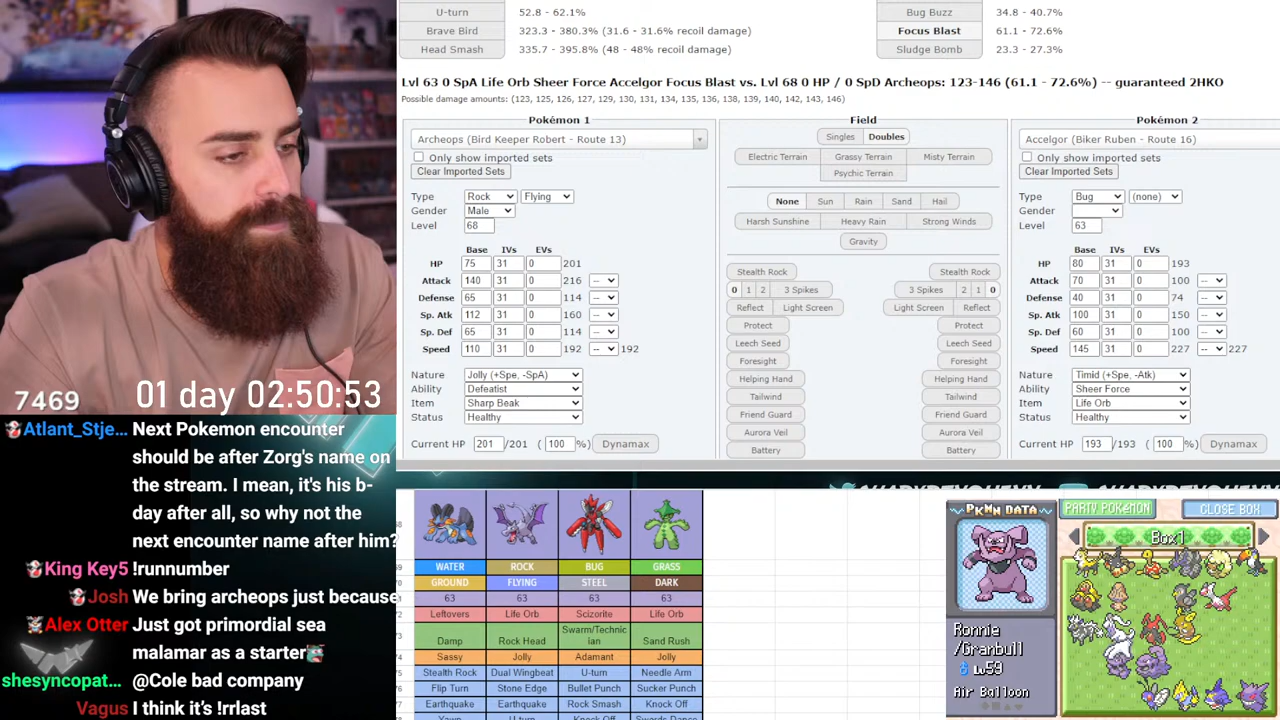 U-turn 52.8 - 62.1% Bug Buzz 34.8 - 40.7%
Brave Bird 323.3 - 380.3% (31.6 - 31.6% recoil damage) Focus Blast 61.1 - 72.6%
Head Smash 335.7 - 395.8% (48 - 48% recoil damage) Sludge Bomb 23.3 - 27.3%
Lvl 63 0 SpA Life Orb Sheer Force Accelgor Focus Blast vs. Lvl 68 0 HP / 0 SpD Archeops: 123-146 (61.1 - 72.6%) -- guaranteed 2HKO
Possible damage amounts: (123, 125, 126, 127, 129, 130, 131, 134, 135, 136, 138, 139, 140, 142, 143, 146)
Pokémon 1
Archeops (Bird Keeper Robert - Route 13)
Only show imported sets
Clear Imported Sets
Type Rock Flying
Gender Male
Level 68
Base IVs EVs
HP 75 31 0 201
Attack 140 31 0 216 --
Defense 65 31 0 114 --
Sp. Atk 112 31 0 160 --
Sp. Def 65 31 0 114 --
Speed 110 31 0 192 -- 192
Nature Jolly (+Spe, -SpA)
Ability Defeatist
Item Sharp Beak
Status Healthy
Current HP 201 /201 ( 100 %) Dynamax
Field
Singles Doubles
Electric Terrain Grassy Terrain Misty Terrain
Psychic Terrain
None Sun Rain Sand Hail
Harsh Sunshine Heavy Rain Strong Winds
Gravity
Stealth Rock Stealth Rock
0 1 2 3 Spikes 3 Spikes 2 1 0
Reflect Light Screen Light Screen Reflect
Protect Protect
Leech Seed Leech Seed
Foresight Foresight
Helping Hand Helping Hand
Tailwind Tailwind
Friend Guard Friend Guard
Aurora Veil Aurora Veil
Battery Battery
Pokémon 2
Accelgor (Biker Ruben - Route 16)
Only show imported sets
Clear Imported Sets
Type Bug (none)
Gender
Level 63
Base IVs EVs
HP 80 31 0 193
Attack 70 31 0 100 --
Defense 40 31 0 74 --
Sp. Atk 100 31 0 150 --
Sp. Def 60 31 0 100 --
Speed 145 31 0 227 -- 227
Nature Timid (+Spe, -Atk)
Ability Sheer Force
Item Life Orb
Status Healthy
Current HP 193 /193 ( 100 %) Dynamax
7469 01 day 02:50:53
Atlant_Stje... Next Pokemon encounter
should be after Zorg's name on
the stream. I mean, it's his b-
day after all, so why not the
next encounter name after him?
King Key5 !runnumber
Josh We bring archeops just because
Alex Otter Just got primordial sea
malamar as a starter
shesyncopat... @Cole bad company
Vagus I think it's !rrlast
WATER ROCK BUG GRASS
GROUND FLYING STEEL DARK
63 63 63 63
Leftovers Life Orb Scizorite Life Orb
Damp Rock Head Swarm/Technic
ian Sand Rush
Sassy Jolly Adamant Jolly
Stealth Rock Dual Wingbeat U-turn Needle Arm
Flip Turn Stone Edge Bullet Punch Sucker Punch
Earthquake Earthquake Rock Smash Knock Off
Yawn U-turn Knock Off Swords Dance
PKMN DATA
PARTY POKéMON
CLOSE BOX
Box1
Ronnie
/Granbull
Lv59
Air Balloon